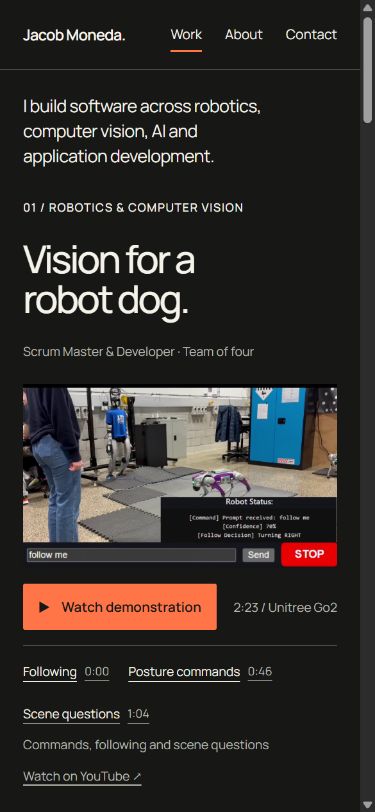 Jacob Moneda.
Work About Contact
I build software across robotics,
computer vision, AI and
application development.
01 / ROBOTICS & COMPUTER VISION
Vision for a
robot dog.
Scrum Master & Developer · Team of four
Robot Status:
[Command] Prompt received: follow me
[Confidence] 70%
[Follow Decision] Turning RIGHT
follow me Send STOP
▶ Watch demonstration 2:23 / Unitree Go2
Following 0:00 Posture commands 0:46
Scene questions 1:04
Commands, following and scene questions
Watch on YouTube ↗